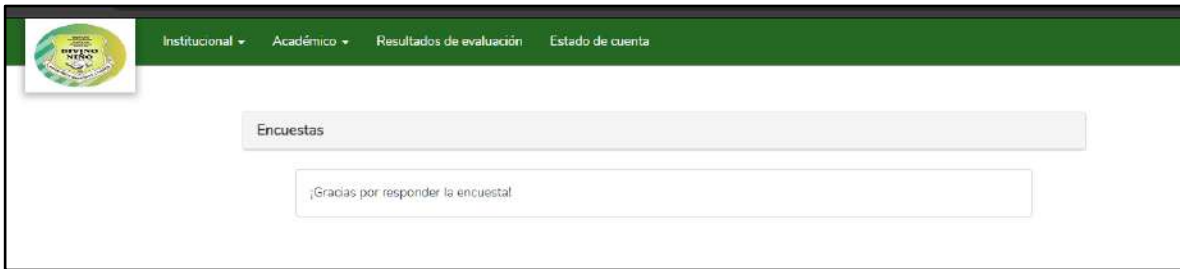 DIVINO
NIÑO
Institucional
Académico
Resultados de evaluación
Estado de cuenta
Encuestas
¡Gracias por responder la encuesta!